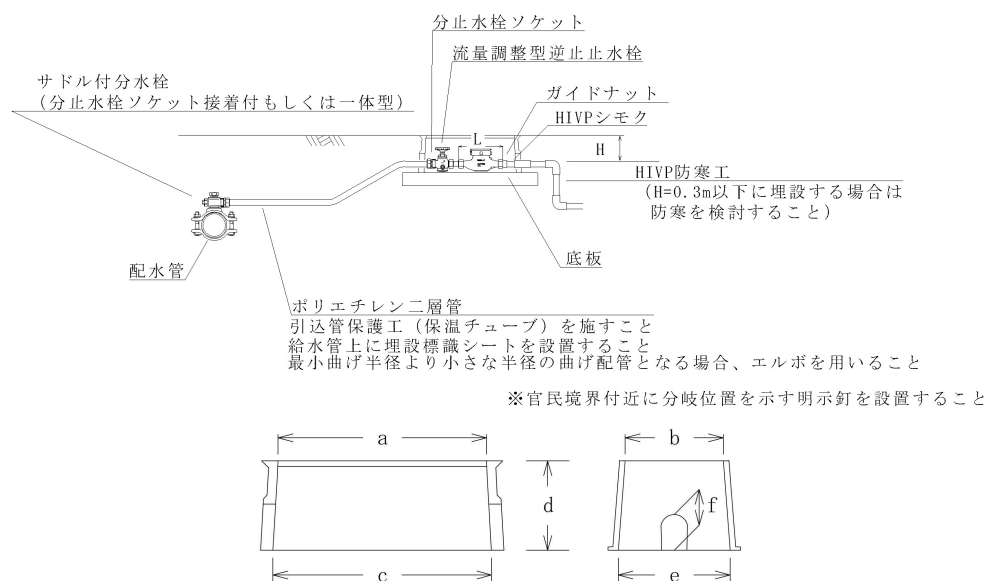 分止水栓ソケット
流量調整型逆止止水栓
サドル付分水栓
(分止水栓ソケット接着付もしくは一体型)
ガイドナット
HIVPシモク
L
H
HIVP防寒工
(H=0.3m以下に埋設する場合は
防寒を検討すること)
底板
配水管
ポリエチレン二層管
引込管保護工(保温チューブ)を施すこと
給水管上に埋設標識シートを設置すること
最小曲げ半径より小さな半径の曲げ配管となる場合、エルボを用いること
※官民境界付近に分岐位置を示す明示釘を設置すること
a
b
d
f
c
e